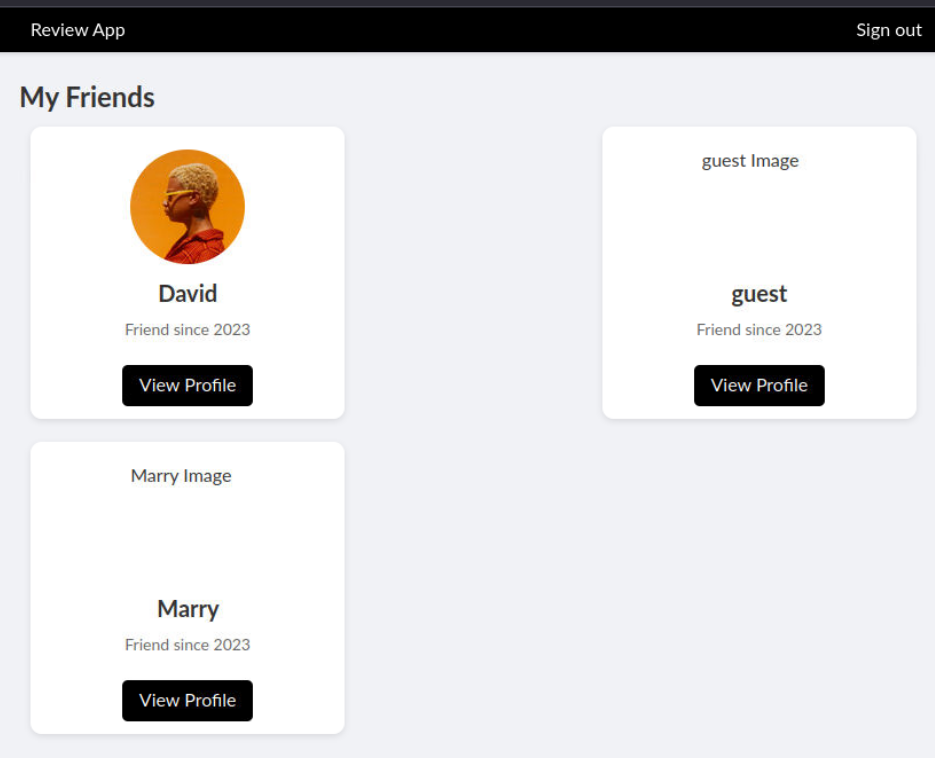 Review App
Sign out
My Friends
David
Friend since 2023
View Profile
guest Image
guest
Friend since 2023
View Profile
Marry Image
Marry
Friend since 2023
View Profile